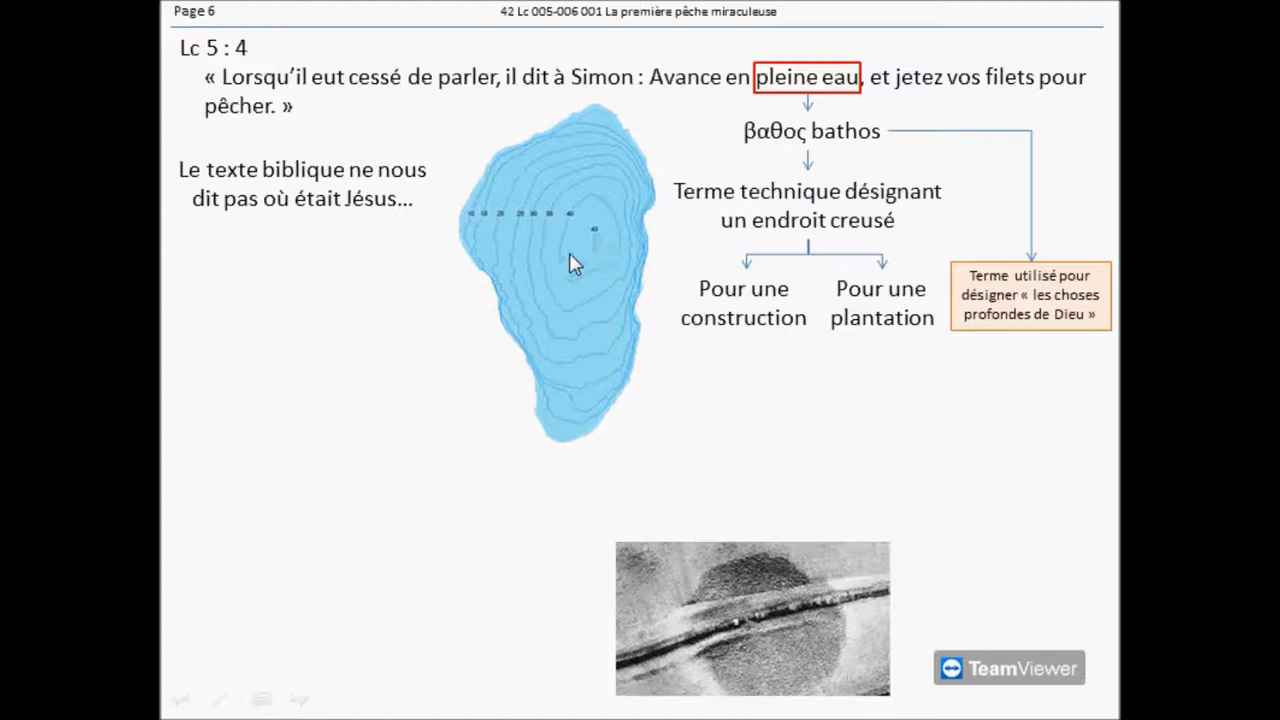 Page 6
42 Lc 005-006 001 La première pêche miraculeuse
Lc 5 : 4
« Lorsqu’il eut cessé de parler, il dit à Simon : Avance en pleine eau, et jetez vos filets pour
pêcher. »
βαθος bathos
Le texte biblique ne nous
dit pas où était Jésus…
Terme technique désignant
un endroit creusé
Pour une
construction
Pour une
plantation
Terme utilisé pour
désigner « les choses
profondes de Dieu »
TeamViewer